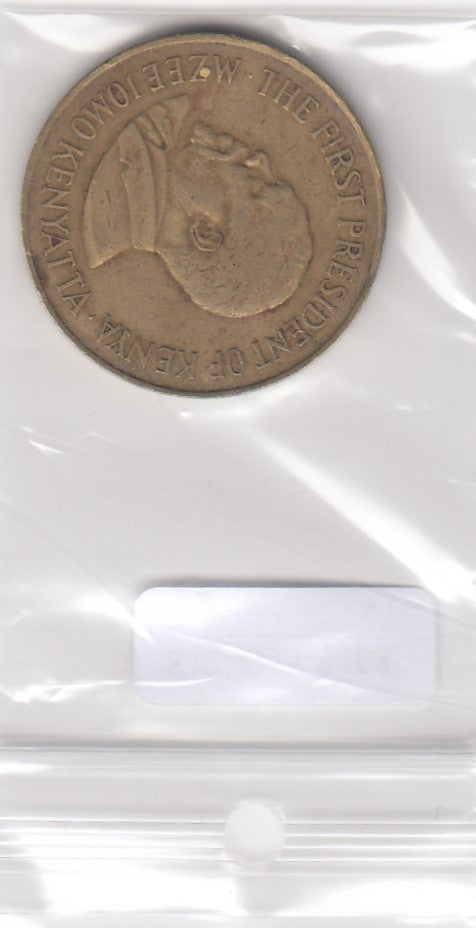 THE FIRST PRESIDENT OF KENYA · MZEE JOMO KENYATTA ·